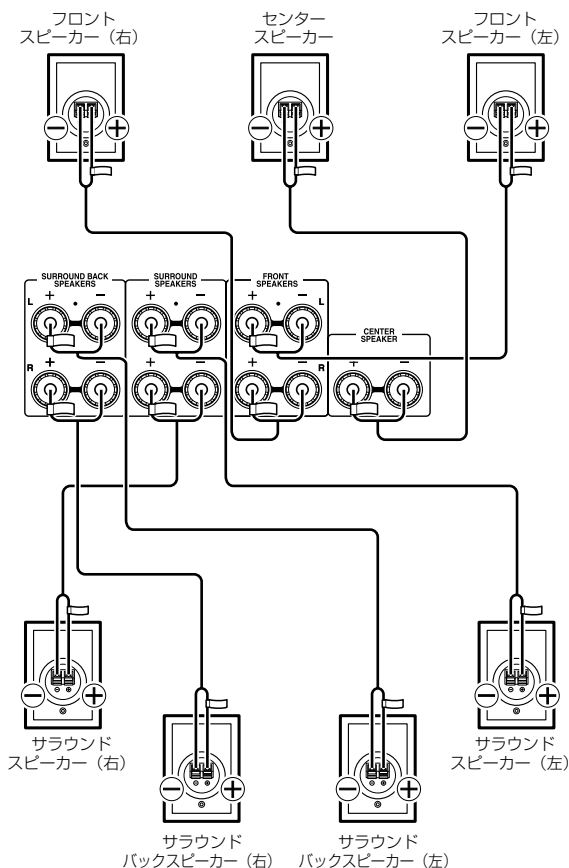 フロント
スピーカー（右）
センター
スピーカー
フロント
スピーカー（左）
− +
− +
− +
SURROUND BACK
SPEAKERS
SURROUND
SPEAKERS
FRONT
SPEAKERS
L + − + − + − L
CENTER
SPEAKER
R + − + − + − R + −
− +
− +
サラウンド
スピーカー（右）
サラウンド
スピーカー（左）
− +
− +
サラウンド
バックスピーカー（右）
サラウンド
バックスピーカー（左）